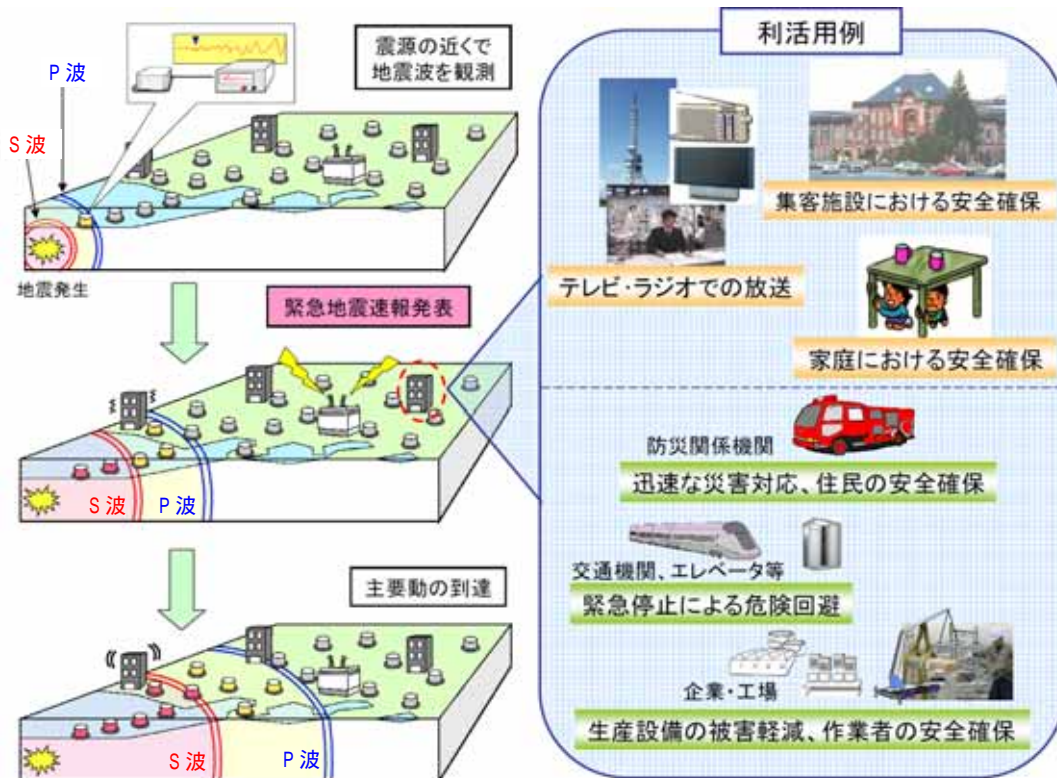 震源の近くで
地震波を観測
P波
S波
地震発生
緊急地震速報発表
S波
P波
主要動の到達
S波
P波
利活用例
テレビ・ラジオでの放送
集客施設における安全確保
家庭における安全確保
防災関係機関
迅速な災害対応、住民の安全確保
交通機関、エレベータ等
緊急停止による危険回避
企業・工場
生産設備の被害軽減、作業者の安全確保